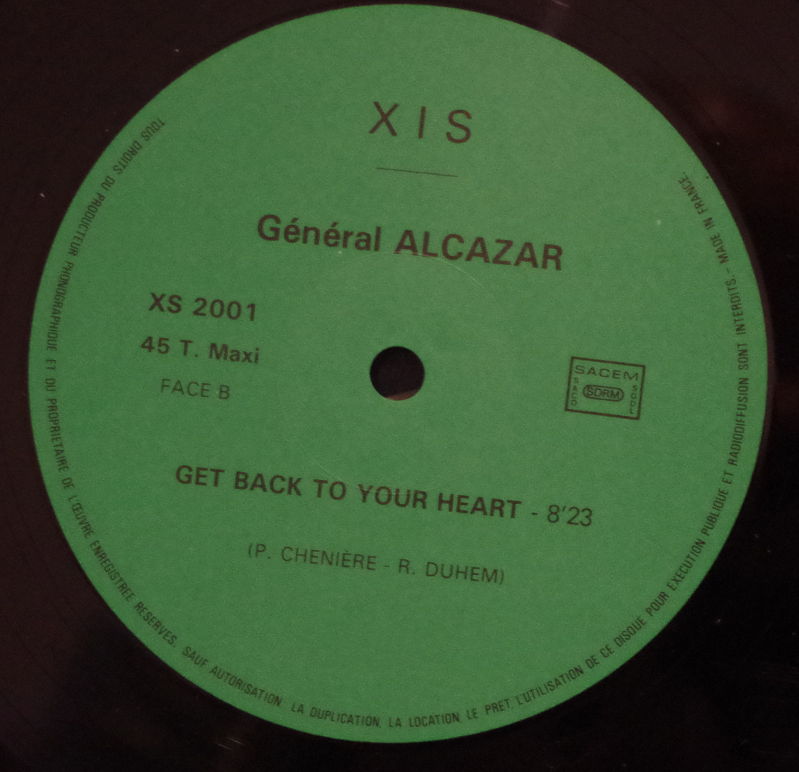 X I S
Général ALCAZAR
XS 2001
45 T. Maxi
FACE B
SACEM
SACD
SDRM
SGDL
GET BACK TO YOUR HEART - 8'23
(P. CHENIÈRE - R. DUHEM)
TOUS DROITS DU PRODUCTEUR PHONOGRAPHIQUE ET DU PROPRIETAIRE DE L'ŒUVRE ENREGISTREE RESERVES. SAUF AUTORISATION. LA DUPLICATION, LA LOCATION, LE PRET, L'UTILISATION DE CE DISQUE POUR EXECUTION PUBLIQUE ET RADIODIFFUSION SONT INTERDITS. - MADE IN FRANCE.